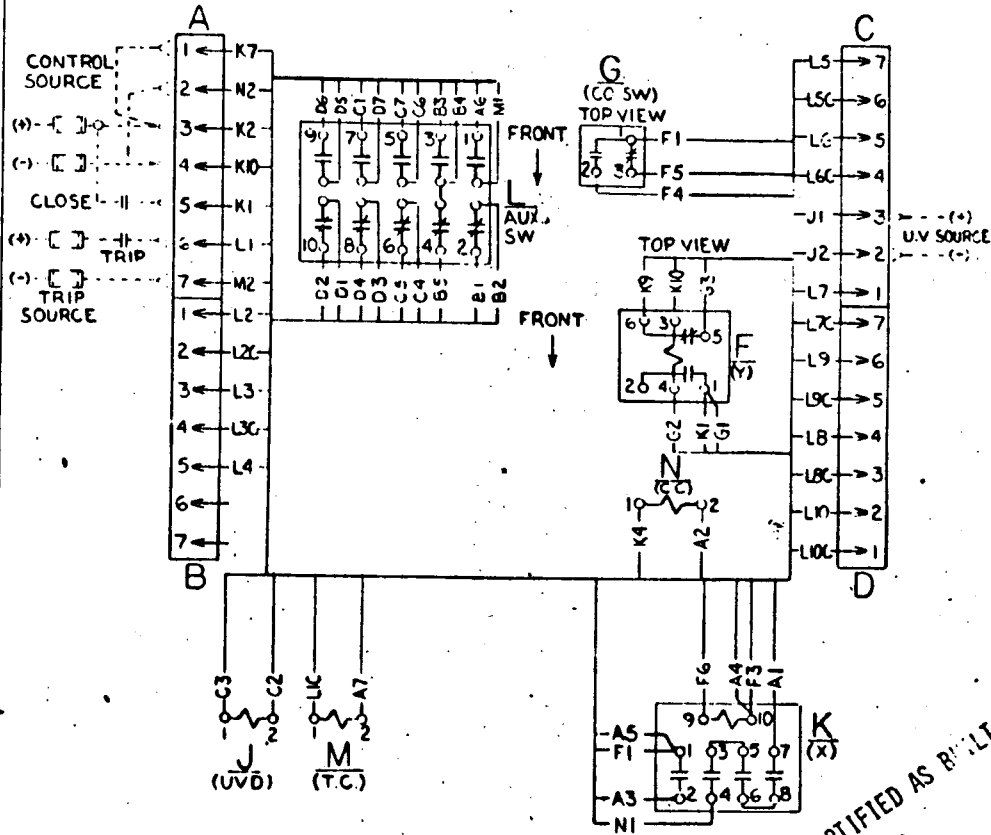 A
1 K7
2 N2
3 K2
4 K10
5 K1
6 L1
7 M2
1 L2
2 L2C
3 L3
4 L3C
5 L4
6
7
B
CONTROL
SOURCE
(+)
(-)
CLOSE
(+)
TRIP
(-)
TRIP
SOURCE
D6 D5 C1 D7 C7 C6 B3 B4 A6 M1
9 7 5 3 1
10 8 6 4 2
D2 D1 D4 D3 C5 C4 B5 B1 B2
FRONT
L
AUX.
SW
FRONT
G
(CC SW)
TOP VIEW
1
2 3
F1
F5
F4
TOP VIEW
K9 K10 G3
6 3 5
2 4 1
F
(Y)
G2 K1 G1
N
(CC)
1 2
K4 A2
C
L5 7
L5C 6
L6 5
L6C 4
J1 3
J2 2
L7 1
L7C 7
L9 6
L9C 5
L8 4
L8C 3
L10 2
L10C 1
D
(+)
U.V SOURCE
(-)
C3 C2 L1C A7
1 2
2
J
(UVD)
M
(T.C.)
F6 A4 F3 A1
9 10
A5
F1
1 3 5 7
2 4 6 8
A3
N1
K
(X)